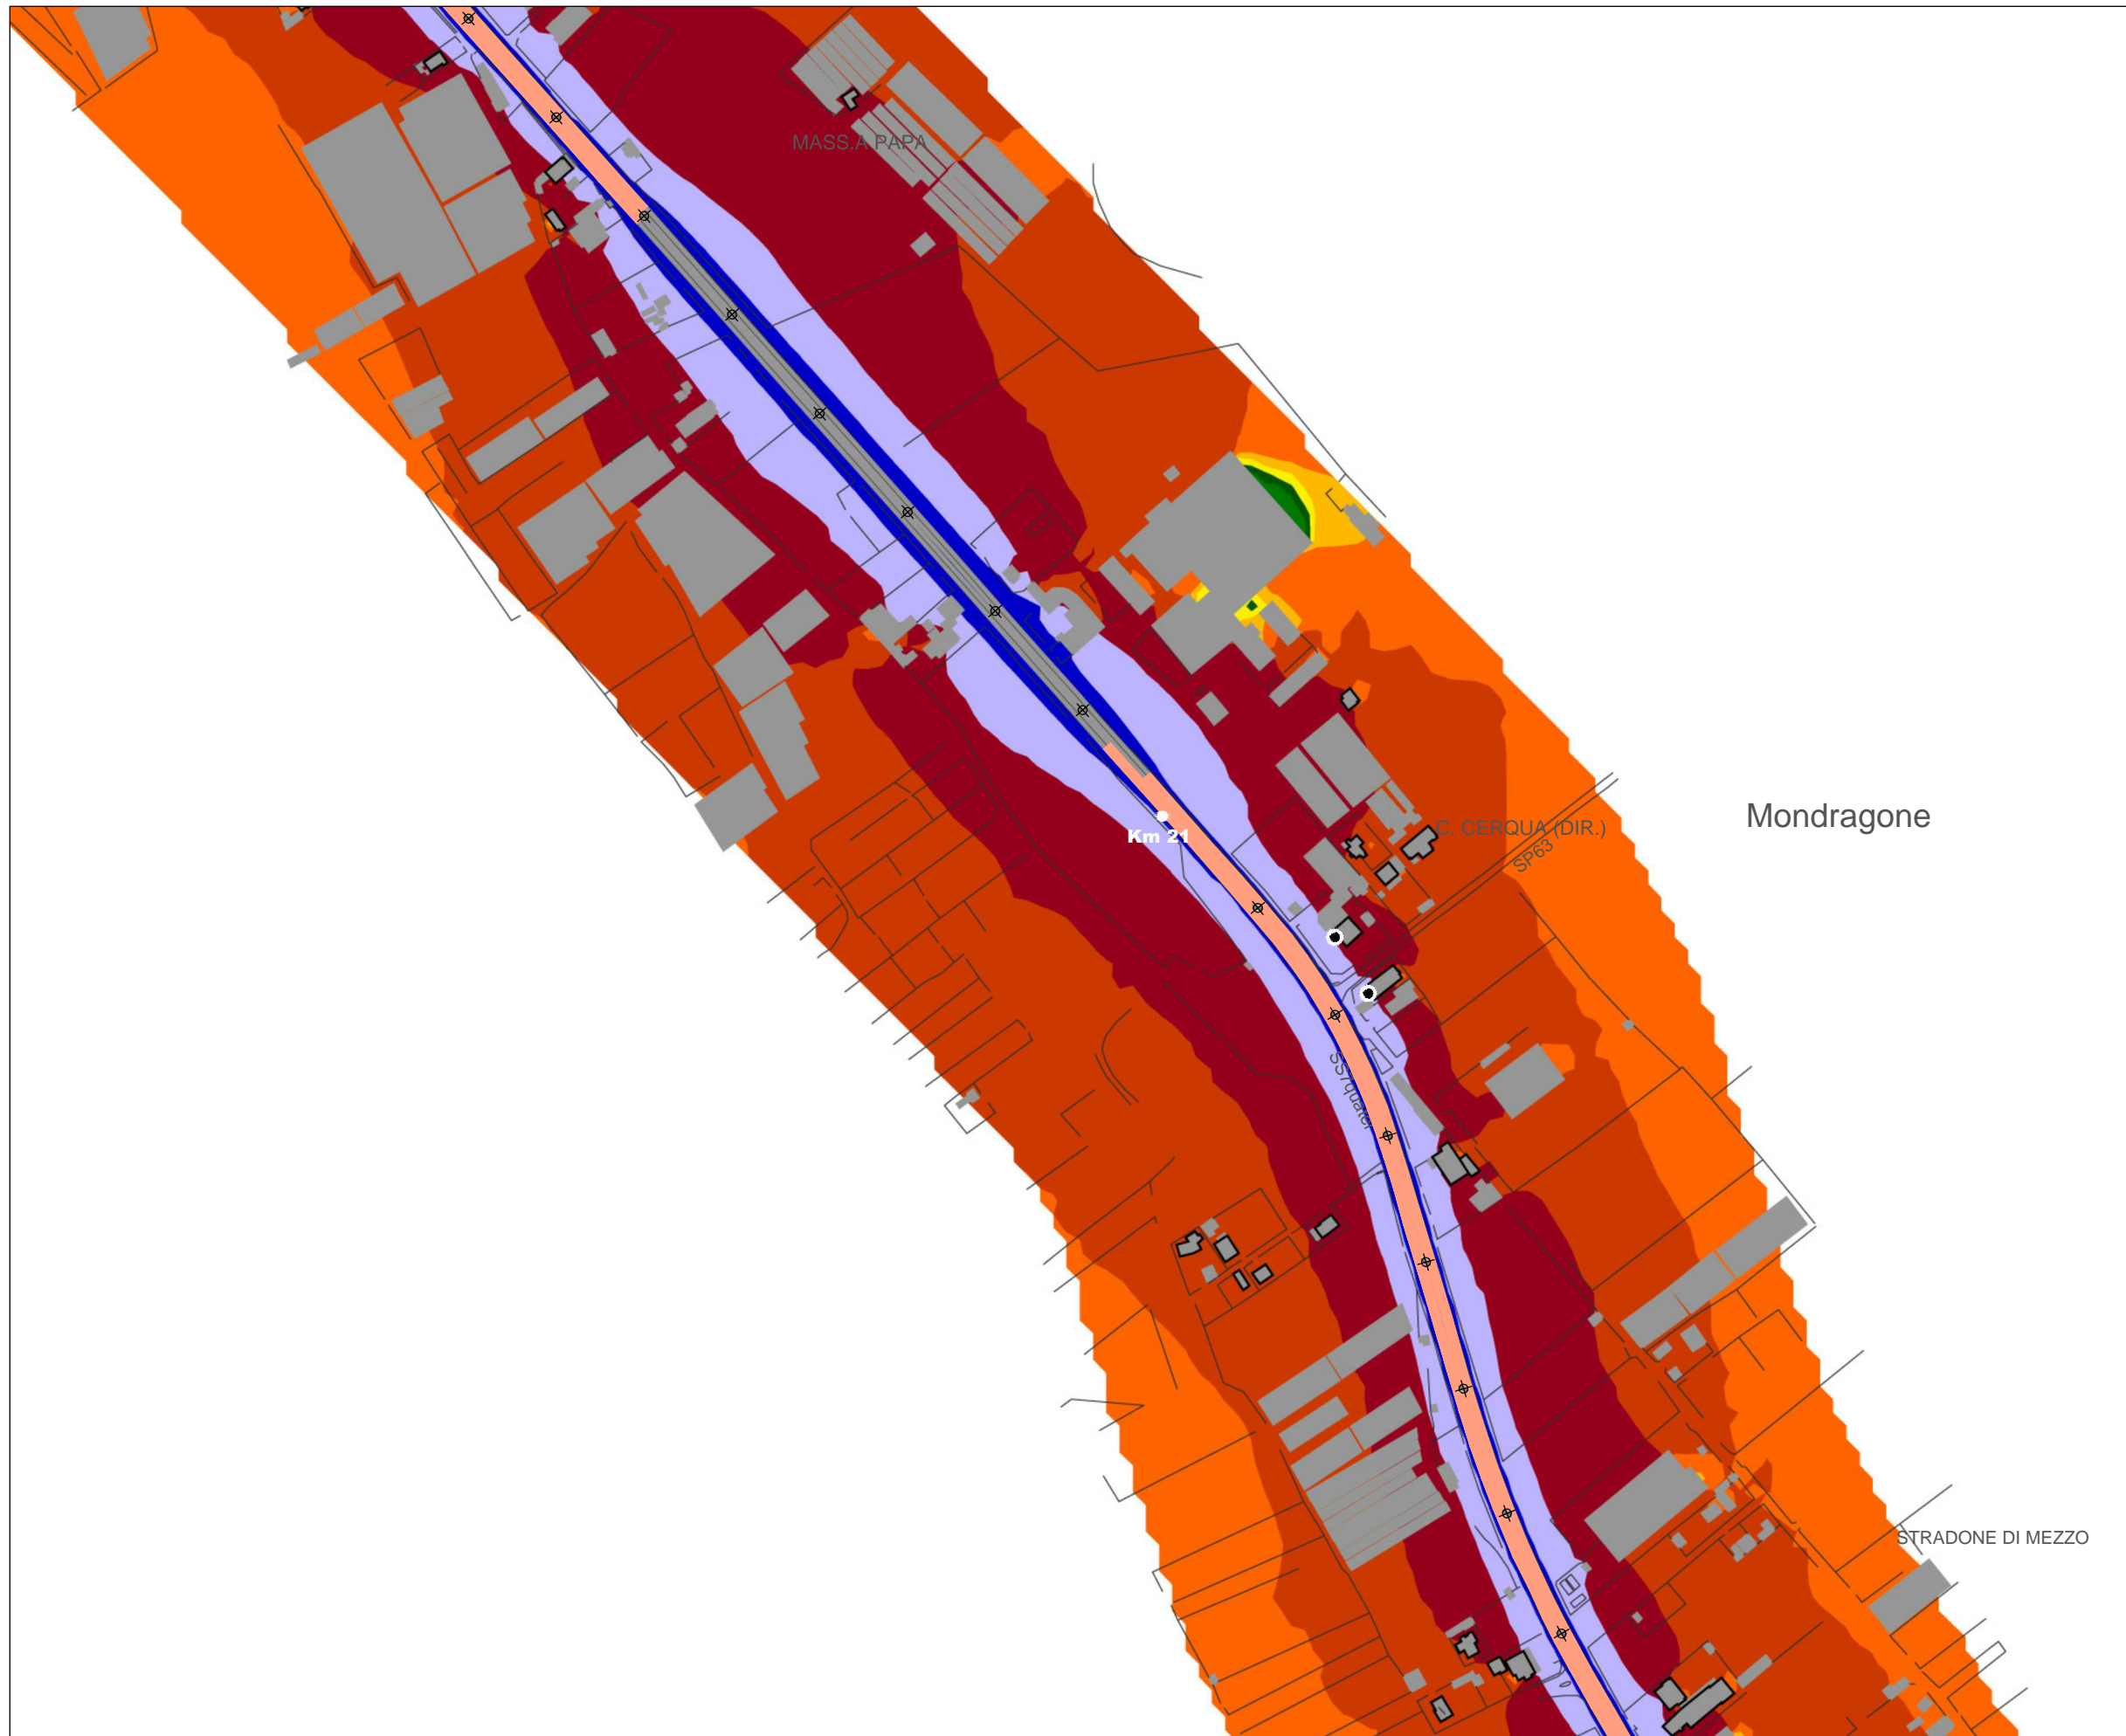 MASS.A PAPA
Mondragone
Km 21
C. CERQUA (DIR.)
SP63
SS7quater
STRADONE DI MEZZO